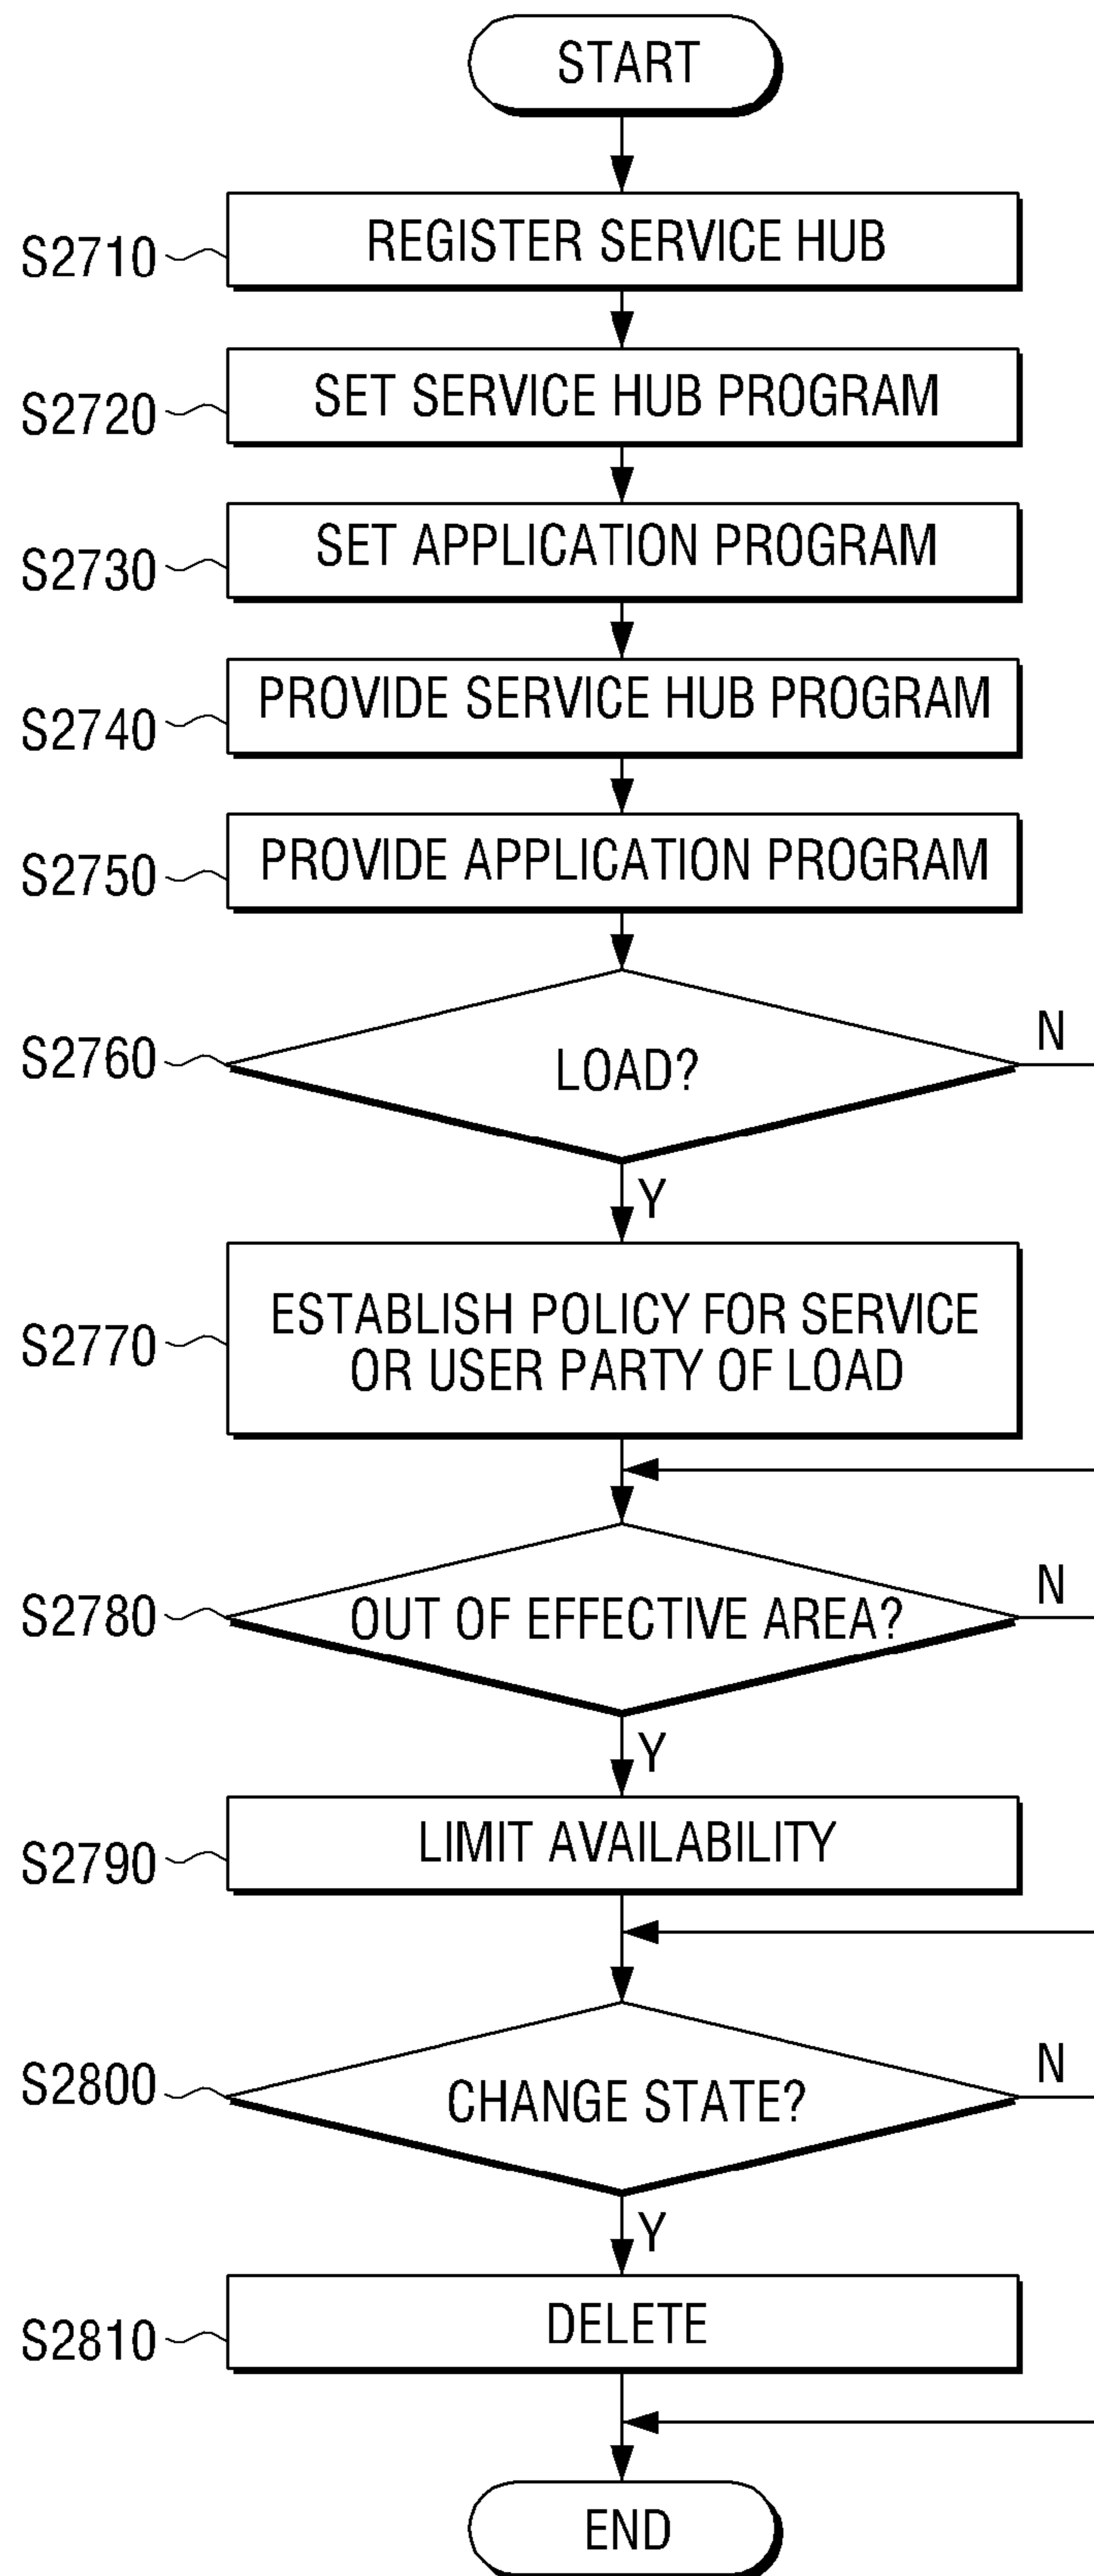 START
S2710
REGISTER SERVICE HUB
S2720
SET SERVICE HUB PROGRAM
S2730
SET APPLICATION PROGRAM
S2740
PROVIDE SERVICE HUB PROGRAM
S2750
PROVIDE APPLICATION PROGRAM
S2760
LOAD?
N
Y
S2770
ESTABLISH POLICY FOR SERVICE
OR USER PARTY OF LOAD
S2780
OUT OF EFFECTIVE AREA?
N
Y
S2790
LIMIT AVAILABILITY
S2800
CHANGE STATE?
N
Y
S2810
DELETE
END